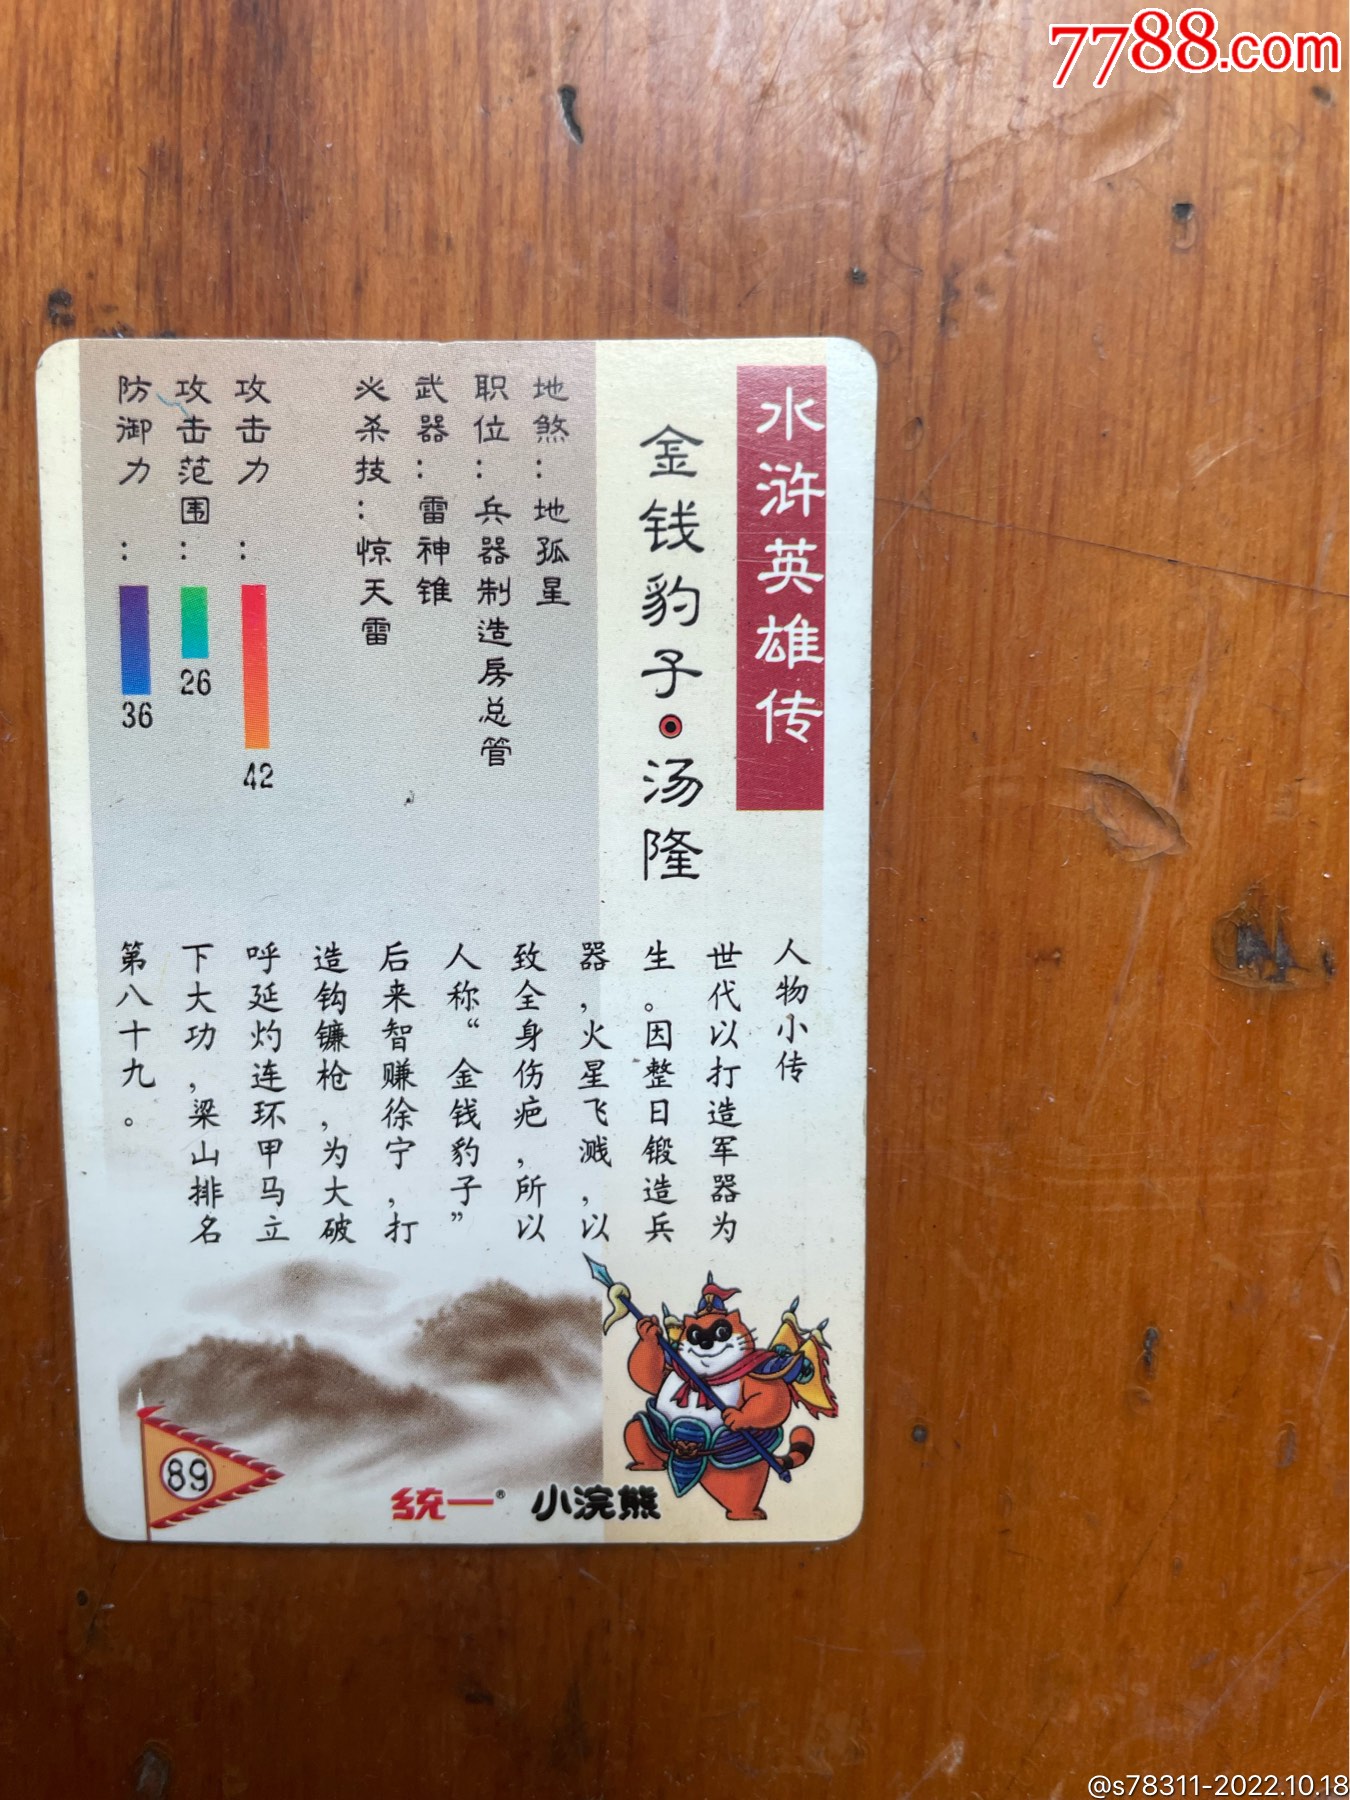 7788.com
水浒英雄传
金钱豹子·汤隆
地煞：地孤星
职位：兵器制造房总管
武器：雷神锥
必杀技：惊天雷
攻击力：42
攻击范围：26
防御力：36
人物小传
世代以打造军器为
生。因整日锻造兵
器，火星飞溅，以
致全身伤疤，所以
人称“金钱豹子”
后来智赚徐宁，打
造钩镰枪，为大破
呼延灼连环甲马立
下大功，梁山排名
第八十九。
89
统一® 小浣熊
@s78311-2022.10.18